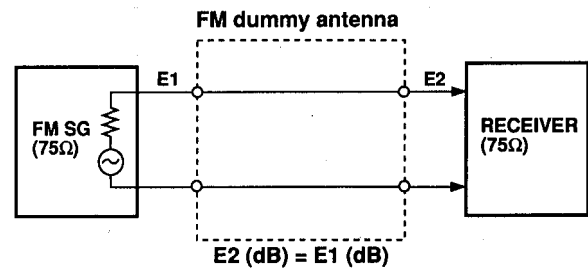 FM dummy antenna
E1
E2
FM SG
(75Ω)
RECEIVER
(75Ω)
E2 (dB) = E1 (dB)